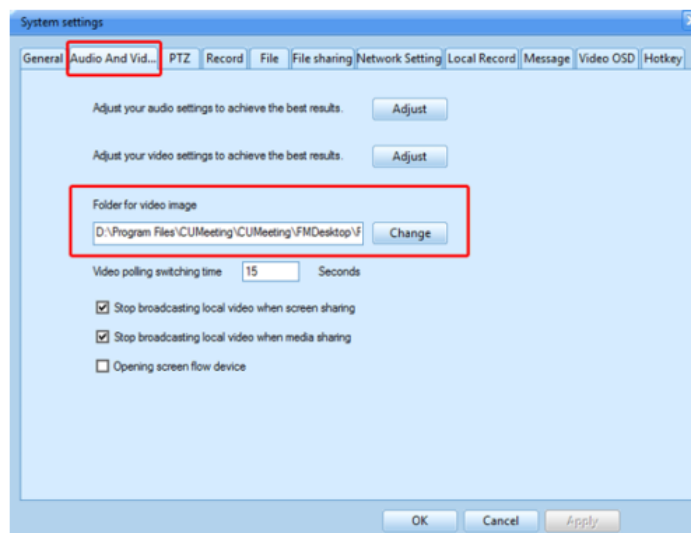 System settings
General Audio And Vid... PTZ Record File File sharing Network Setting Local Record Message Video OSD Hotkey
Adjust your audio settings to achieve the best results. Adjust
Adjust your video settings to achieve the best results. Adjust
Folder for video image
D:\Program Files\CUMeeting\CUMeeting\FMDesktop\F Change
Video polling switching time 15 Seconds
Stop broadcasting local video when screen sharing
Stop broadcasting local video when media sharing
Opening screen flow device
OK Cancel Apply